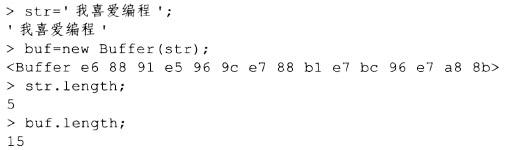 > str='我喜爱编程';
'我喜爱编程'
> buf=new Buffer(str);
<Buffer e6 88 91 e5 96 9c e7 88 b1 e7 bc 96 e7 a8 8b>
> str.length;
5
> buf.length;
15